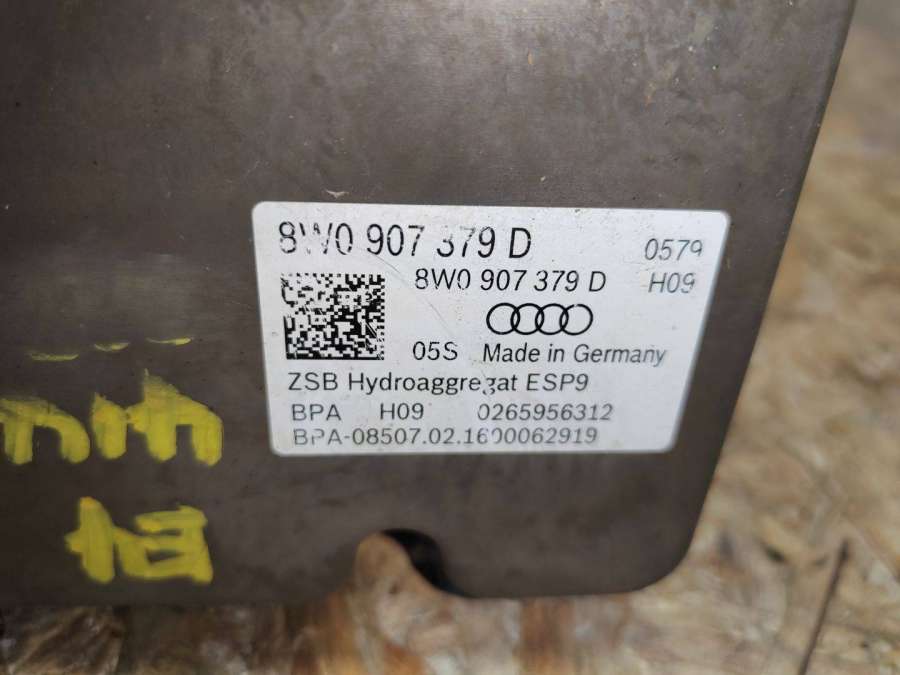 8W0 907 379 D 0579
8W0 907 379 D H09
05S Made in Germany
ZSB Hydroaggregat ESP9
BPA H09 0265956312
BPA-08507.02.1600062919